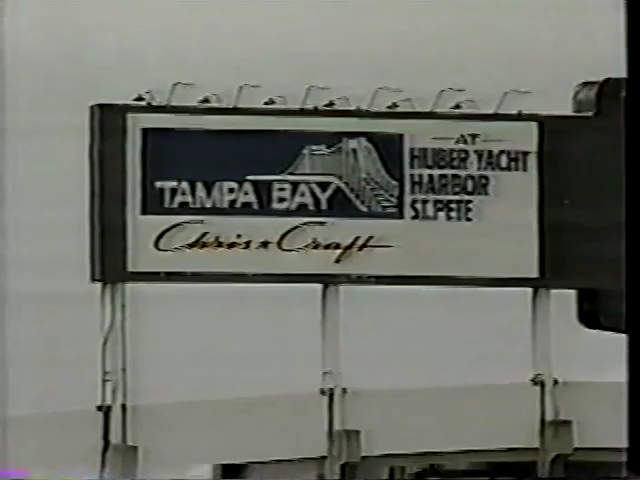 TAMPA BAY
Chris★Craft
AT
HUBER YACHT
HARBOR
ST.PETE